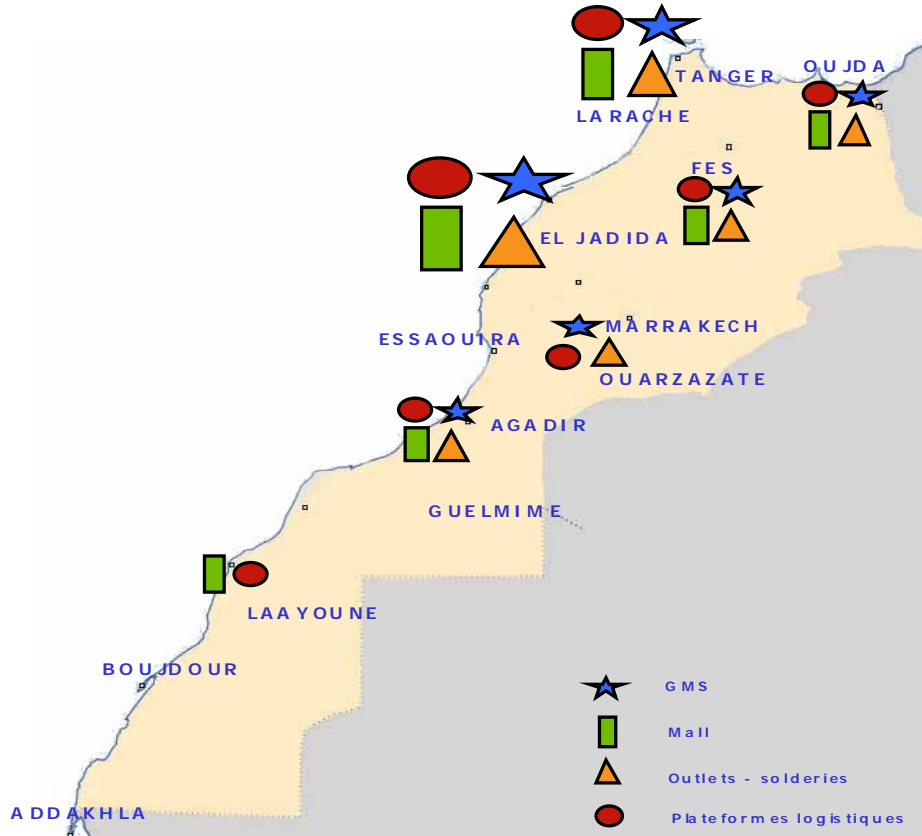 OUJDA
TANGER
LARACHE
FES
EL JADIDA
MARRAKECH
ESSAOUIRA
OUARZAZATE
AGADIR
GUELMIME
LAAYOUNE
BOUJDOUR
GMS
Mall
Outlets - solderies
ADDAKHLA
Plateformes logistiques